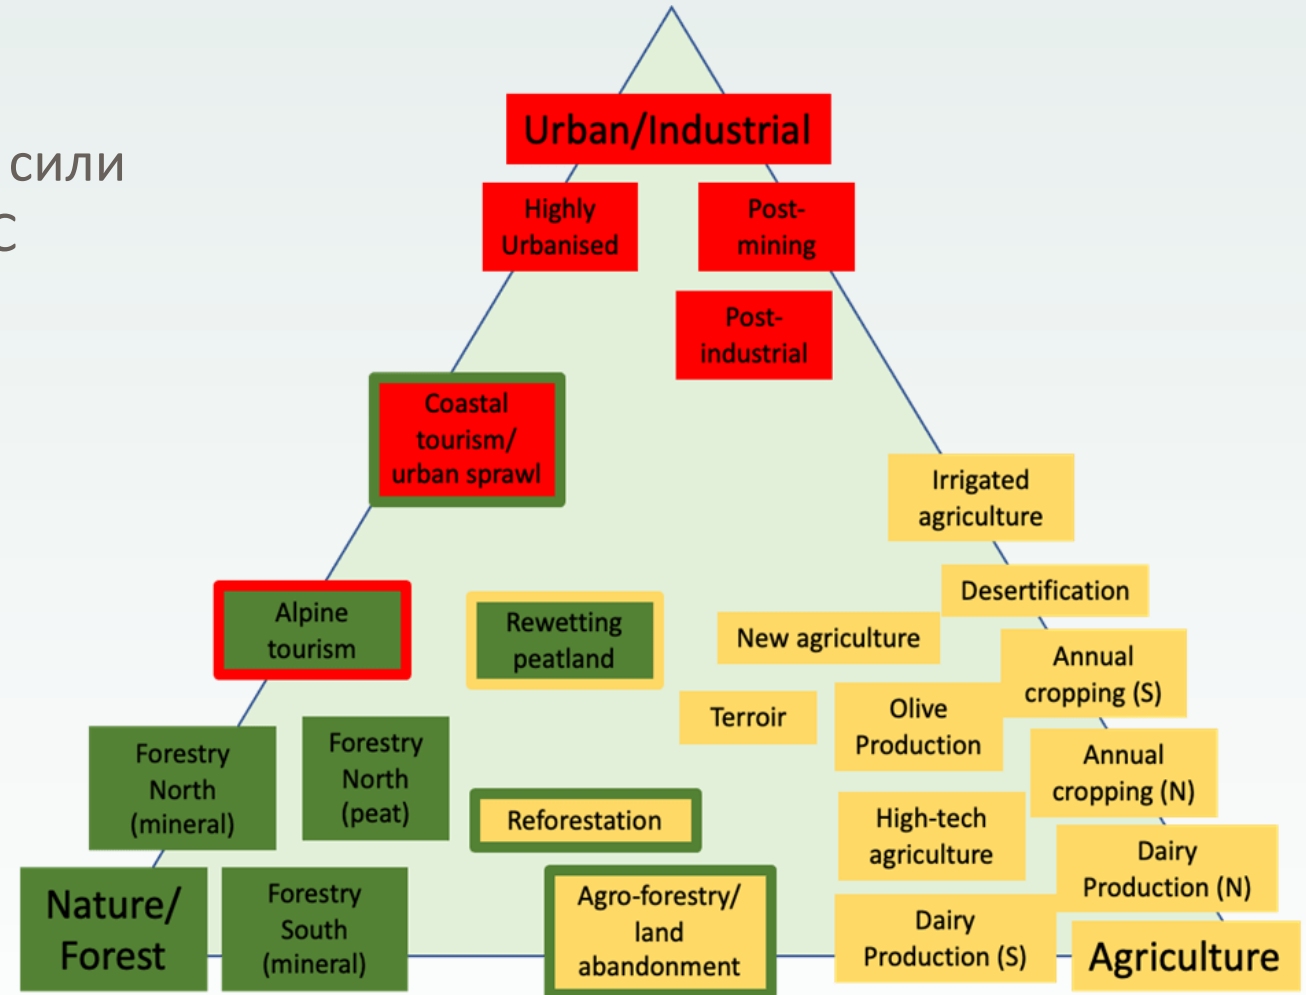 сили
С
Urban/Industrial
Highly
Urbanised
Post-
mining
Post-
industrial
Coastal
tourism/
urban sprawl
Irrigated
agriculture
Desertification
Alpine
tourism
Rewetting
peatland
New agriculture
Annual
cropping (S)
Terroir
Olive
Production
Forestry
North
(mineral)
Forestry
North
(peat)
Annual
cropping (N)
Reforestation
High-tech
agriculture
Dairy
Production (N)
Nature/
Forest
Forestry
South
(mineral)
Agro-forestry/
land
abandonment
Dairy
Production (S)
Agriculture